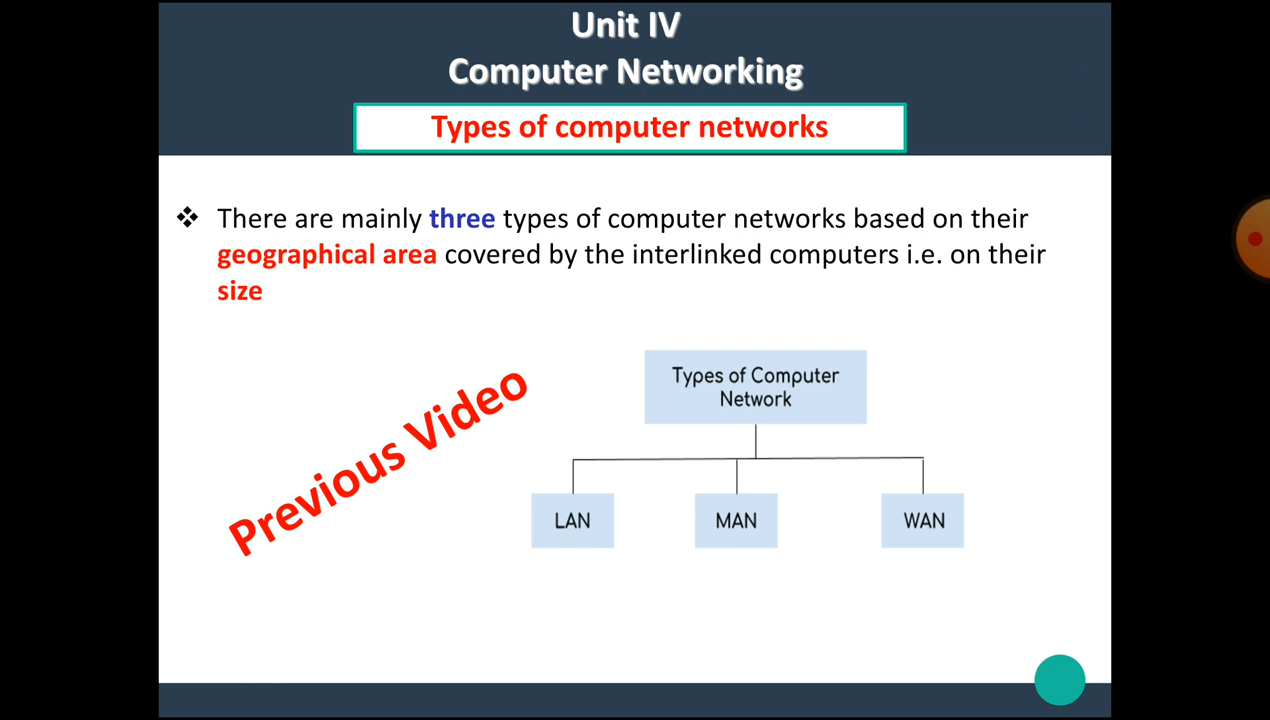 Unit IV
Computer Networking
Types of computer networks
❖ There are mainly three types of computer networks based on their
geographical area covered by the interlinked computers i.e. on their
size
Previous Video
Types of Computer
Network
LAN
MAN
WAN